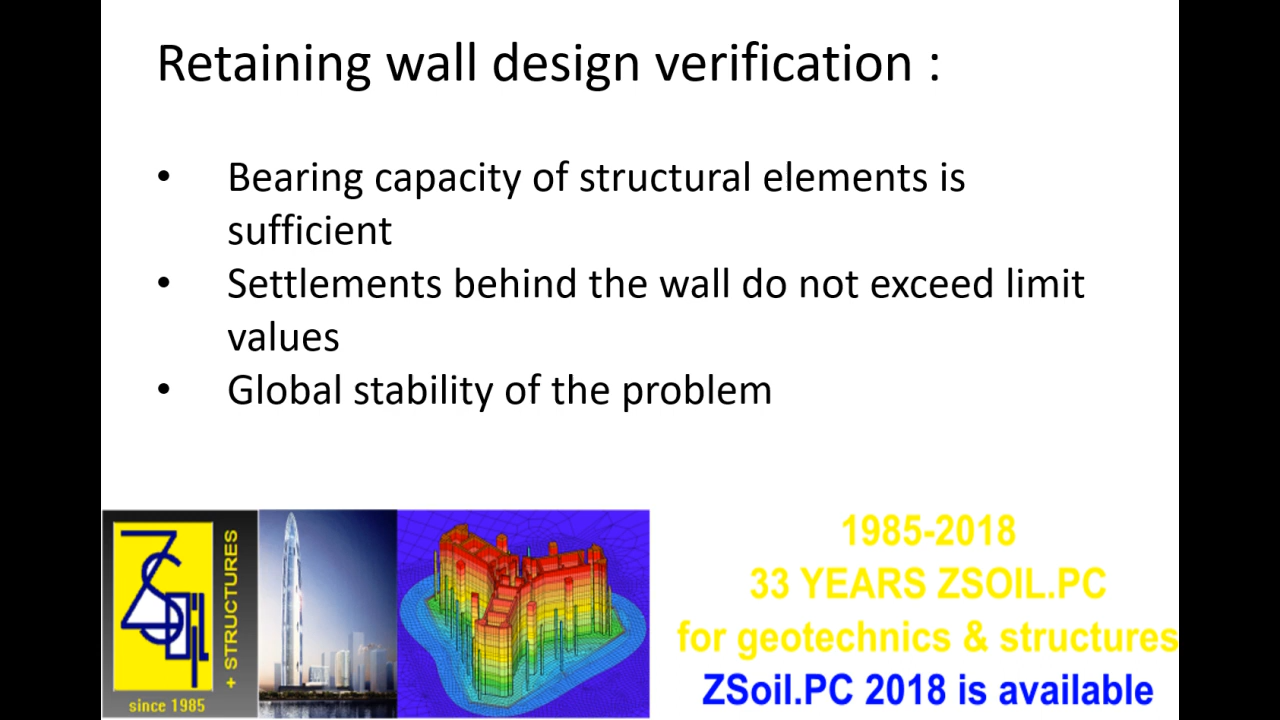 Retaining wall design verification :
• Bearing capacity of structural elements is
sufficient
• Settlements behind the wall do not exceed limit
values
• Global stability of the problem
ZSoil
+ STRUCTURES
since 1985
1985-2018
33 YEARS ZSOIL.PC
for geotechnics & structures
ZSoil.PC 2018 is available